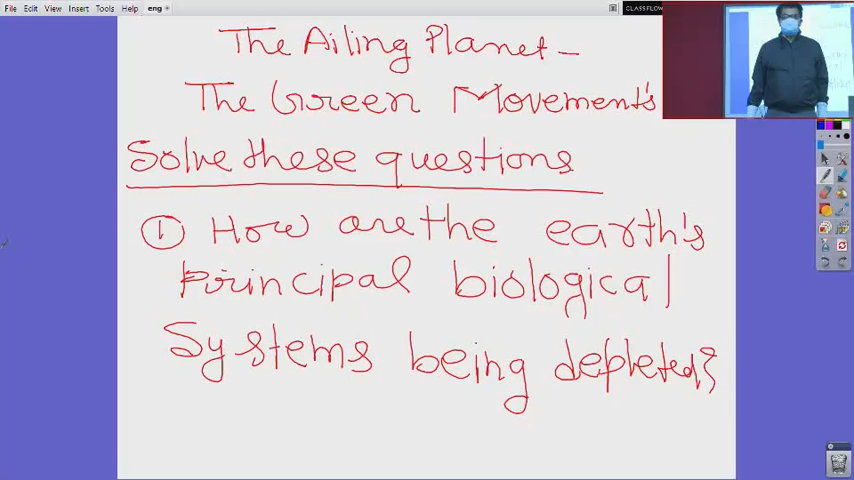 File Edit View Insert Tools Help eng
CLASSFLOW
The Ailing Planet -
The Green Movement's
Solve these questions
① How are the earth's
Principal biological
Systems being depleted?